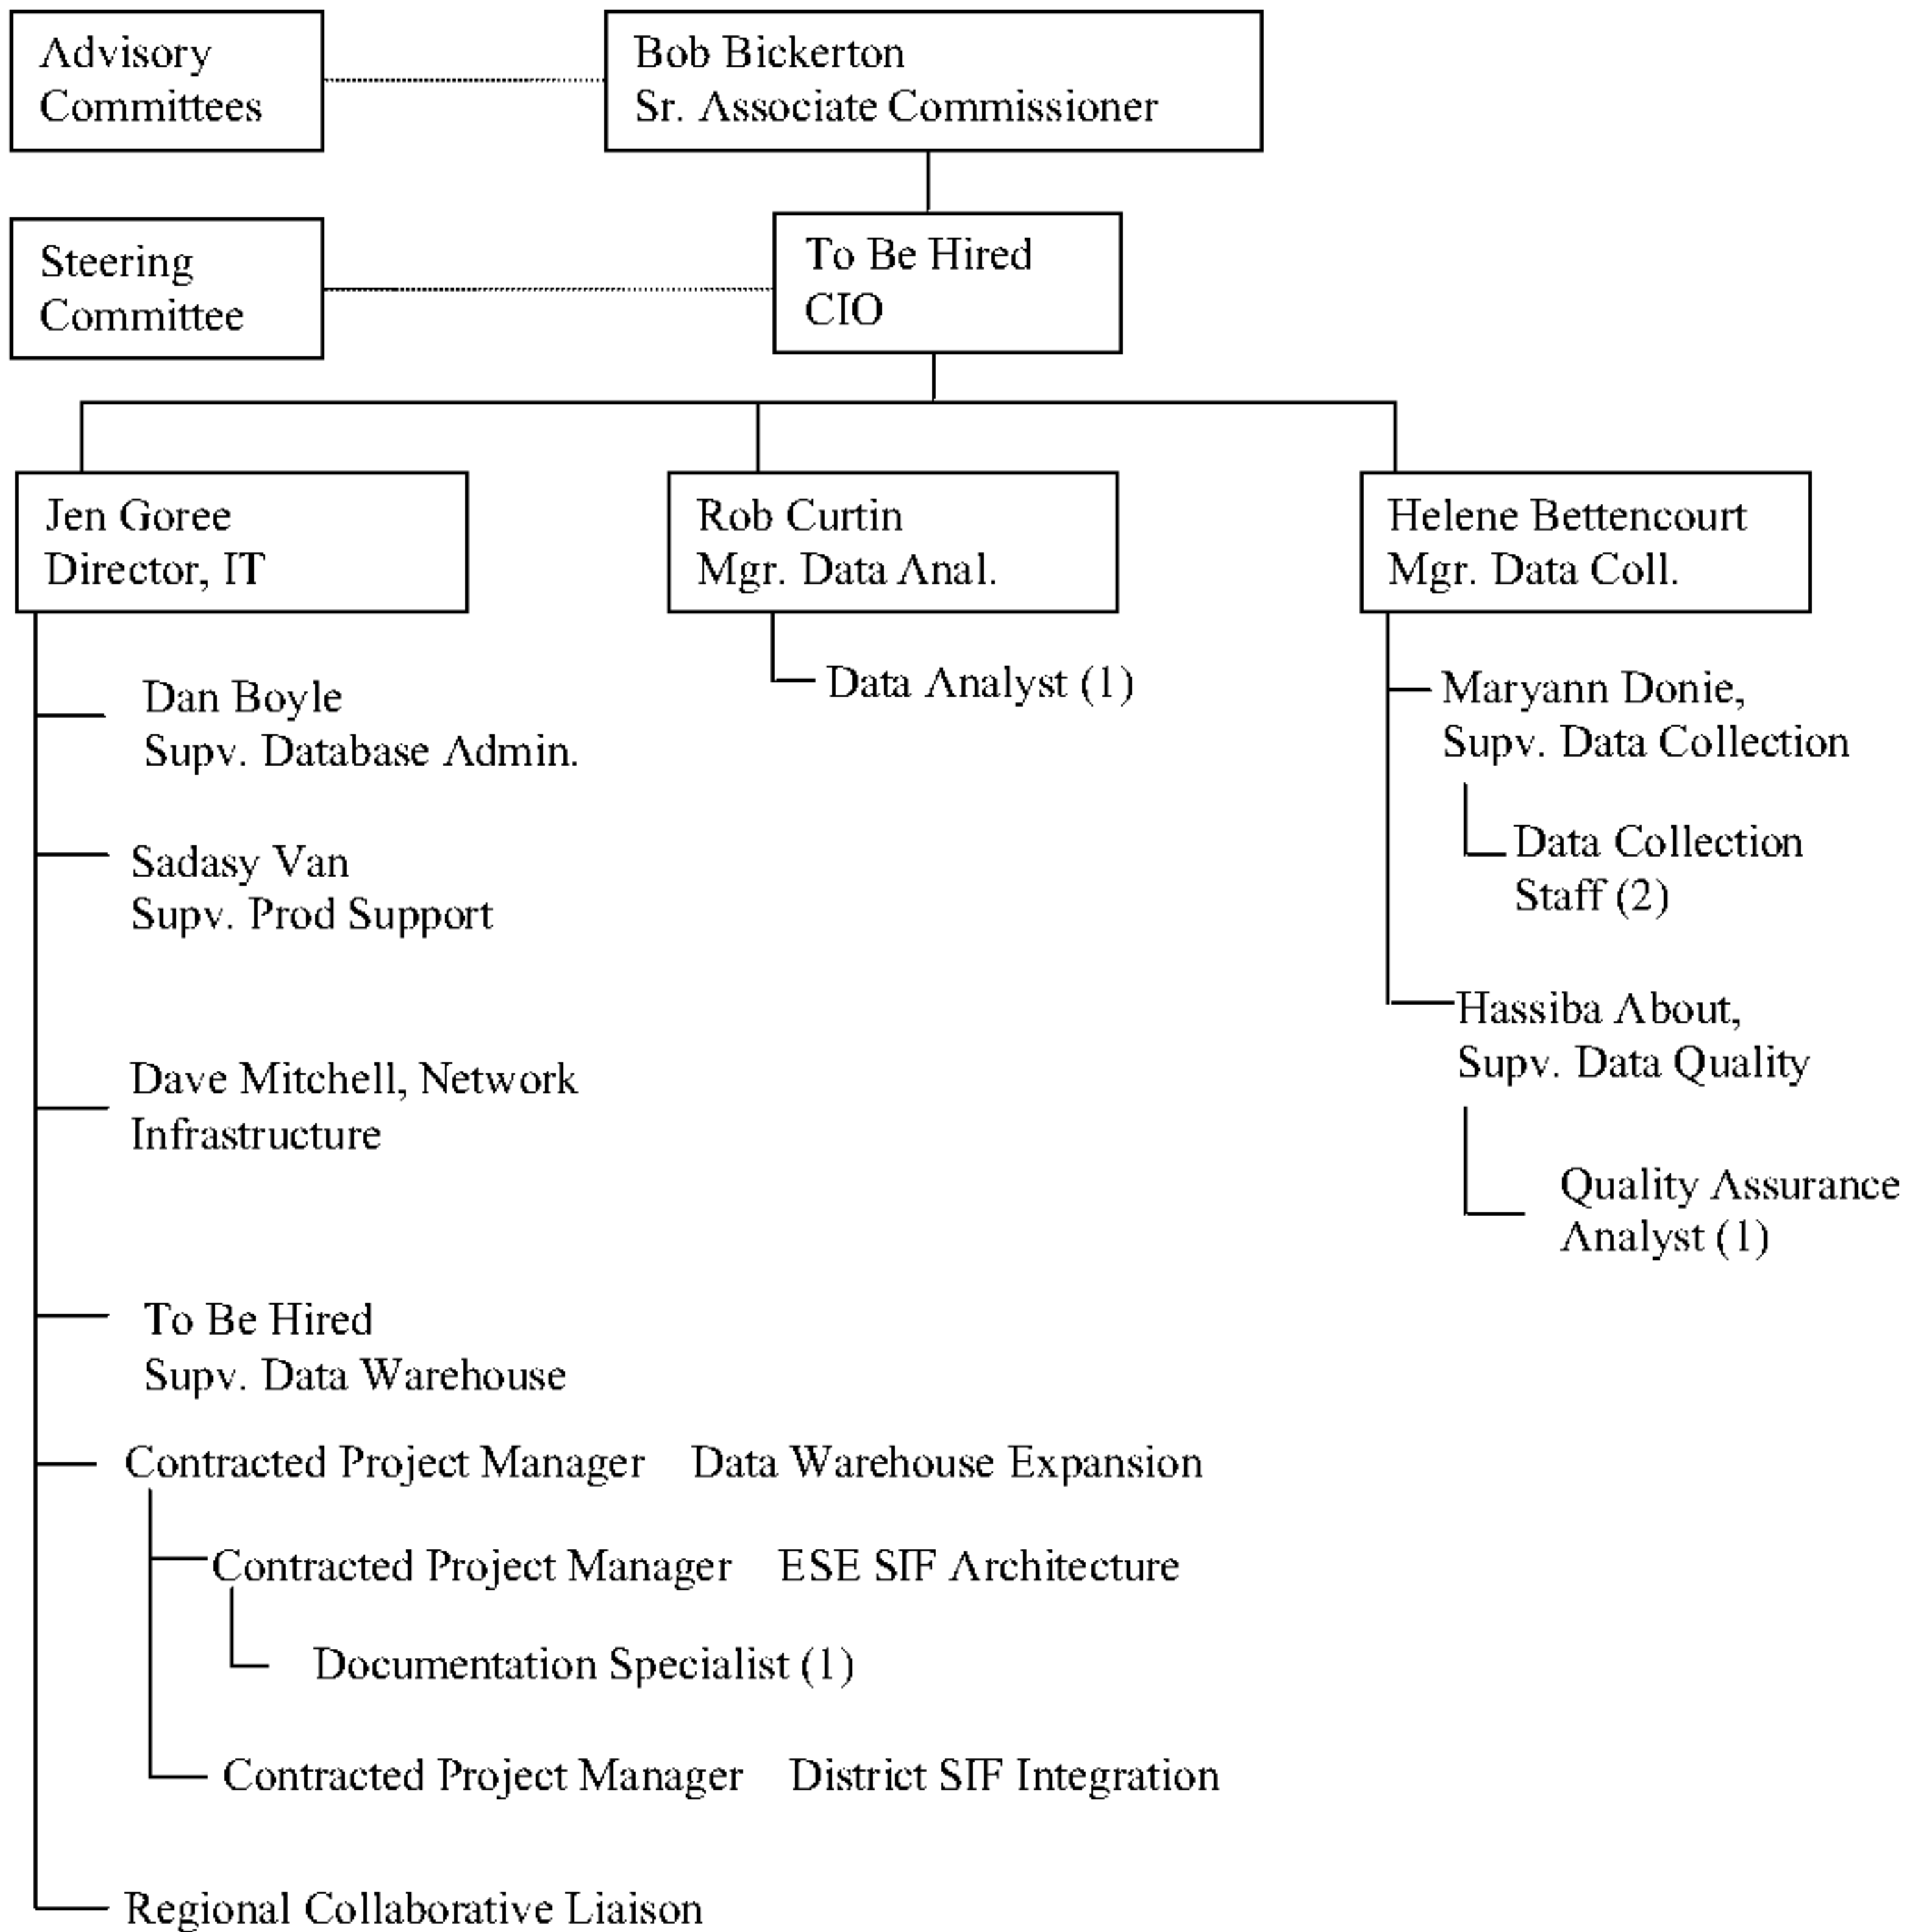 Advisory
Committees
Bob Bickerton
Sr. Associate Commissioner
Steering
Committee
To Be Hired
CIO
Jen Goree
Director, IT
Rob Curtin
Mgr. Data Anal.
Helene Bettencourt
Mgr. Data Coll.
Dan Boyle
Supv. Database Admin.
Sadasy Van
Supv. Prod Support
Dave Mitchell, Network
Infrastructure
To Be Hired
Supv. Data Warehouse
Contracted Project Manager Data Warehouse Expansion
Contracted Project Manager ESE SIF Architecture
Documentation Specialist (1)
Contracted Project Manager District SIF Integration
Regional Collaborative Liaison
Data Analyst (1)
Maryann Donie,
Supv. Data Collection
Data Collection
Staff (2)
Hassiba About,
Supv. Data Quality
Quality Assurance
Analyst (1)